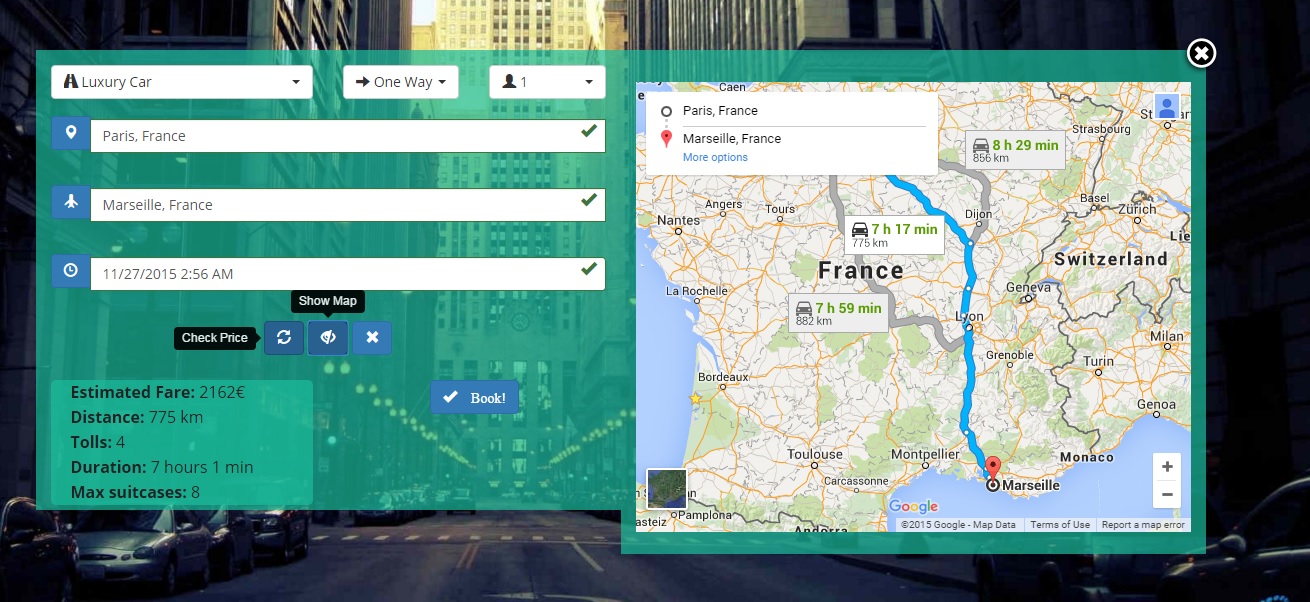 Luxury Car
One Way
1
Paris, France
Marseille, France
11/27/2015 2:56 AM
Show Map
Check Price
Estimated Fare: 2162€
Distance: 775 km
Tolls: 4
Duration: 7 hours 1 min
Max suitcases: 8
Book!
Paris, France
Marseille, France
More options
Caen
Strasbourg
8 h 29 min
856 km
Angers
Tours
Nantes
Dijon
Basel
Zürich
7 h 17 min
775 km
France
Switzerland
Lie
La Rochelle
Geneva
7 h 59 min
882 km
Lyon
Milan
Grenoble
Turin
Bordeaux
Genoa
Toulouse
Montpellier
Monaco
Carcassonne
Marseille
Pamplona
asteiz
Andorra
Google
©2015 Google - Map Data
Terms of Use
Report a map error